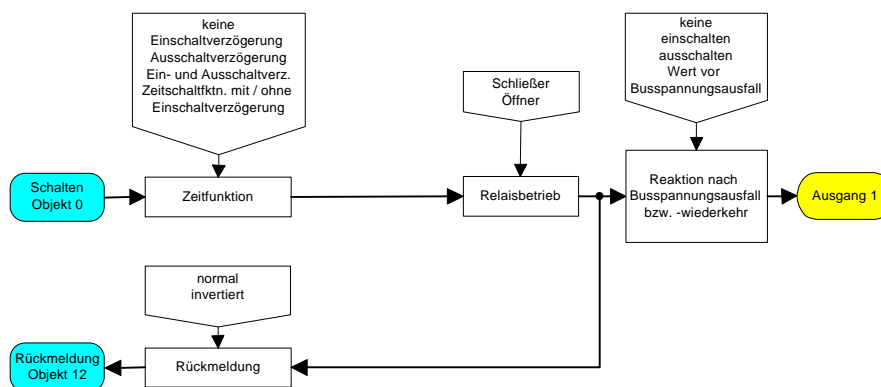 keine
Einschaltverzögerung
Ausschaltverzögerung
Ein- und Ausschaltverz.
Zeitschaltfktn. mit / ohne
Einschaltverzögerung
Schließer
Öffner
keine
einschalten
ausschalten
Wert vor
Busspannungsausfall
Schalten
Objekt 0
Zeitfunktion
Relaisbetrieb
Reaktion nach
Busspannungsausfall
bzw. -wiederkehr
Ausgang 1
normal
invertiert
Rückmeldung
Objekt 12
Rückmeldung